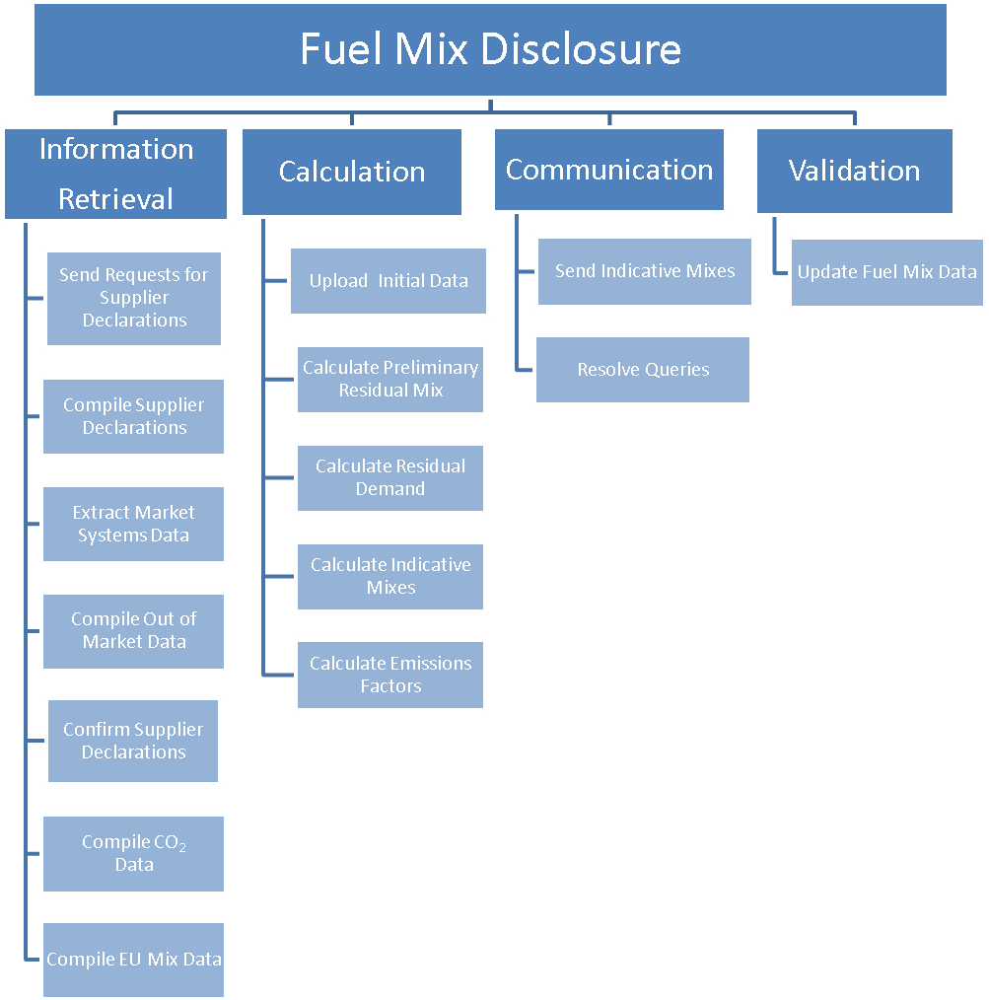 Fuel Mix Disclosure
Information
Retrieval
Send Requests for
Supplier
Declarations
Compile Supplier
Declarations
Extract Market
Systems Data
Compile Out of
Market Data
Confirm Supplier
Declarations
Compile CO₂
Data
Compile EU Mix Data
Calculation
Upload Initial Data
Calculate Preliminary
Residual Mix
Calculate Residual
Demand
Calculate Indicative
Mixes
Calculate Emissions
Factors
Communication
Send Indicative Mixes
Resolve Queries
Validation
Update Fuel Mix Data